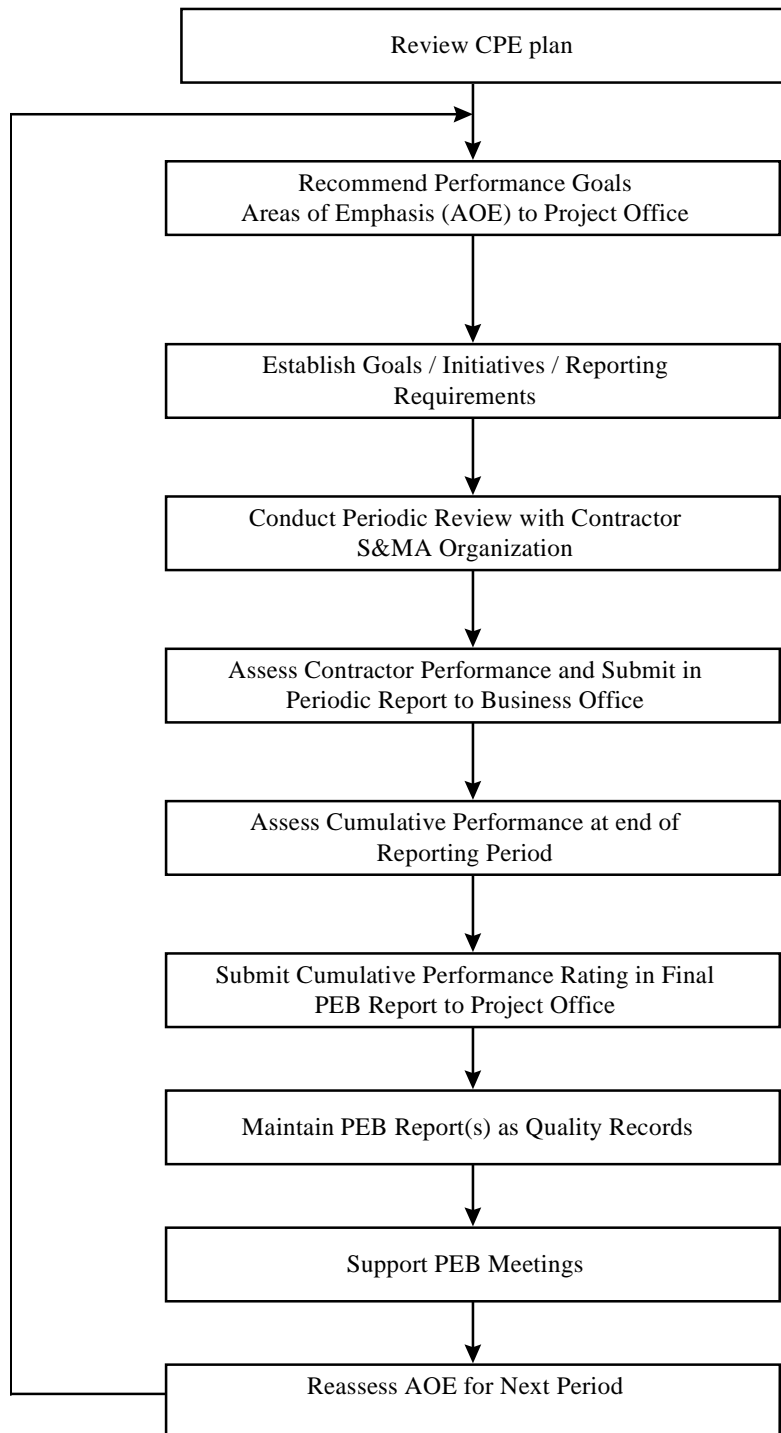 Review CPE plan
Recommend Performance Goals
Areas of Emphasis (AOE) to Project Office
Establish Goals / Initiatives / Reporting
Requirements
Conduct Periodic Review with Contractor
S&MA Organization
Assess Contractor Performance and Submit in
Periodic Report to Business Office
Assess Cumulative Performance at end of
Reporting Period
Submit Cumulative Performance Rating in Final
PEB Report to Project Office
Maintain PEB Report(s) as Quality Records
Support PEB Meetings
Reassess AOE for Next Period